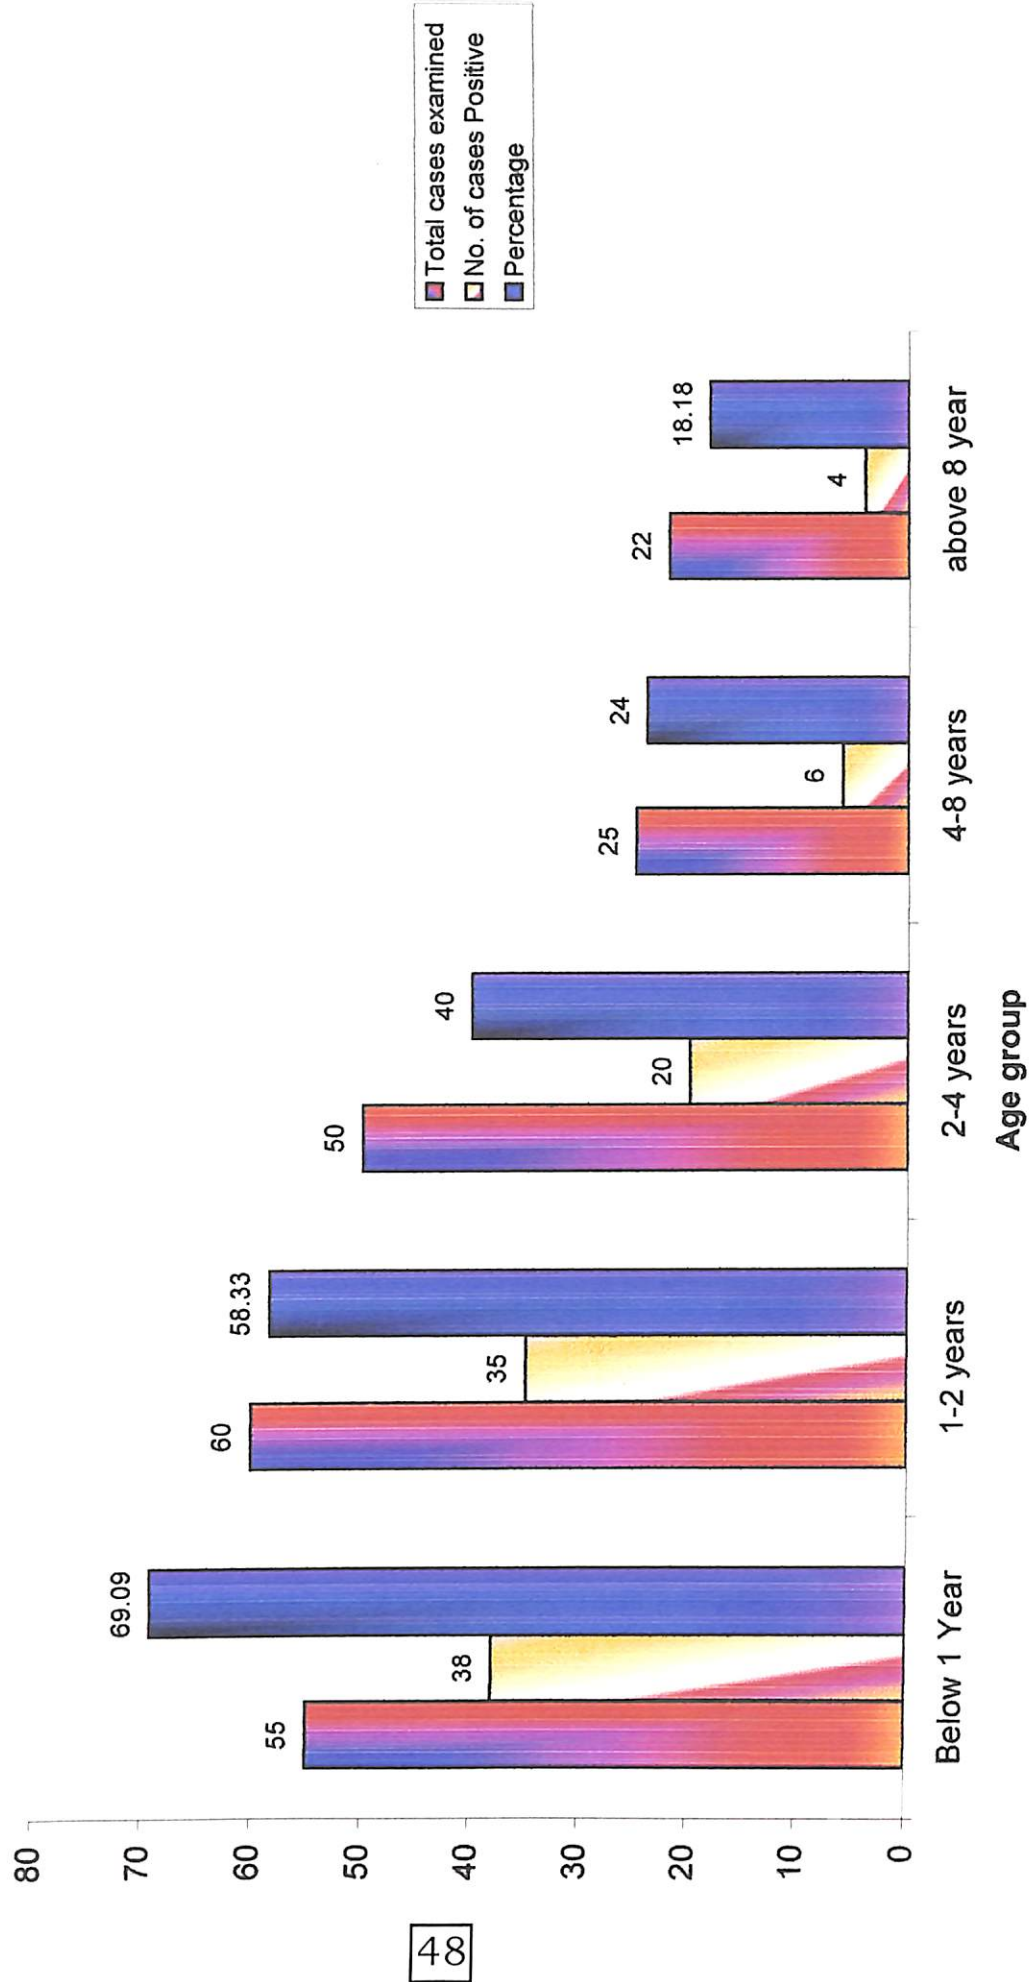 80
70
60
50
40
30
20
10
0
55
38
69.09
60
35
58.33
50
20
40
25
6
24
22
4
18.18
Below 1 Year
1-2 years
2-4 years
4-8 years
above 8 year
Age group
Total cases examined
No. of cases Positive
Percentage
48